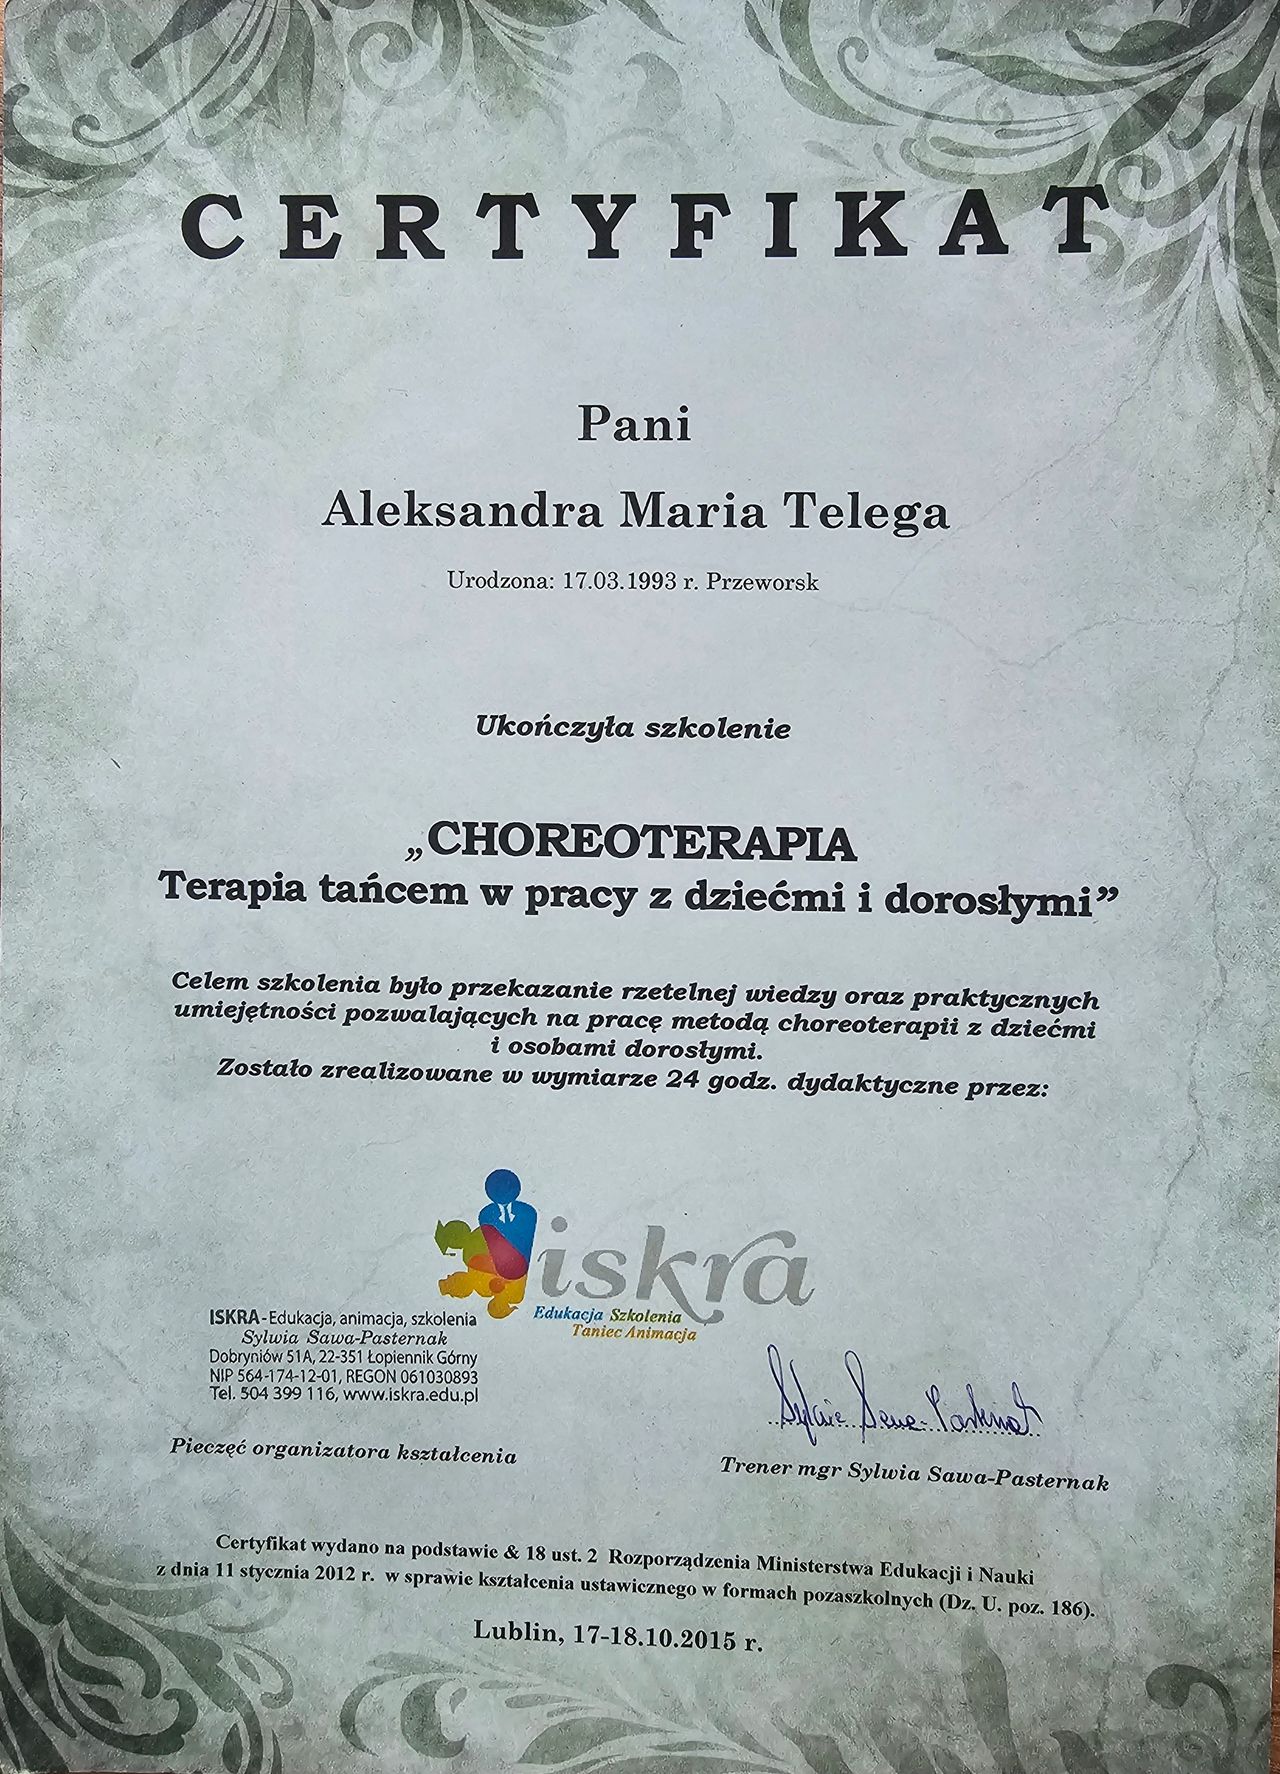 CERTYFIKAT
Pani
Aleksandra Maria Telega
Urodzona: 17.03.1993 r. Przeworsk
Ukończyła szkolenie
„CHOREOTERAPIA
Terapia tańcem w pracy z dziećmi i dorosłymi”
Celem szkolenia było przekazanie rzetelnej wiedzy oraz praktycznych
umiejętności pozwalających na pracę metodą choreoterapii z dziećmi
i osobami dorosłymi.
Zostało zrealizowane w wymiarze 24 godz. dydaktyczne przez:
iskra
Edukacja Szkolenia
Taniec Animacja
ISKRA - Edukacja, animacja, szkolenia
Sylwia Sawa-Pasternak
Dobryniów 51A, 22-351 Łopiennik Górny
NIP 564-174-12-01, REGON 061030893
Tel. 504 399 116, www.iskra.edu.pl
Pieczęć organizatora kształcenia
Sylwia Sawa-Pasternak
Trener mgr Sylwia Sawa-Pasternak
Certyfikat wydano na podstawie & 18 ust. 2 Rozporządzenia Ministerstwa Edukacji i Nauki
z dnia 11 stycznia 2012 r. w sprawie kształcenia ustawicznego w formach pozaszkolnych (Dz. U. poz. 186).
Lublin, 17-18.10.2015 r.